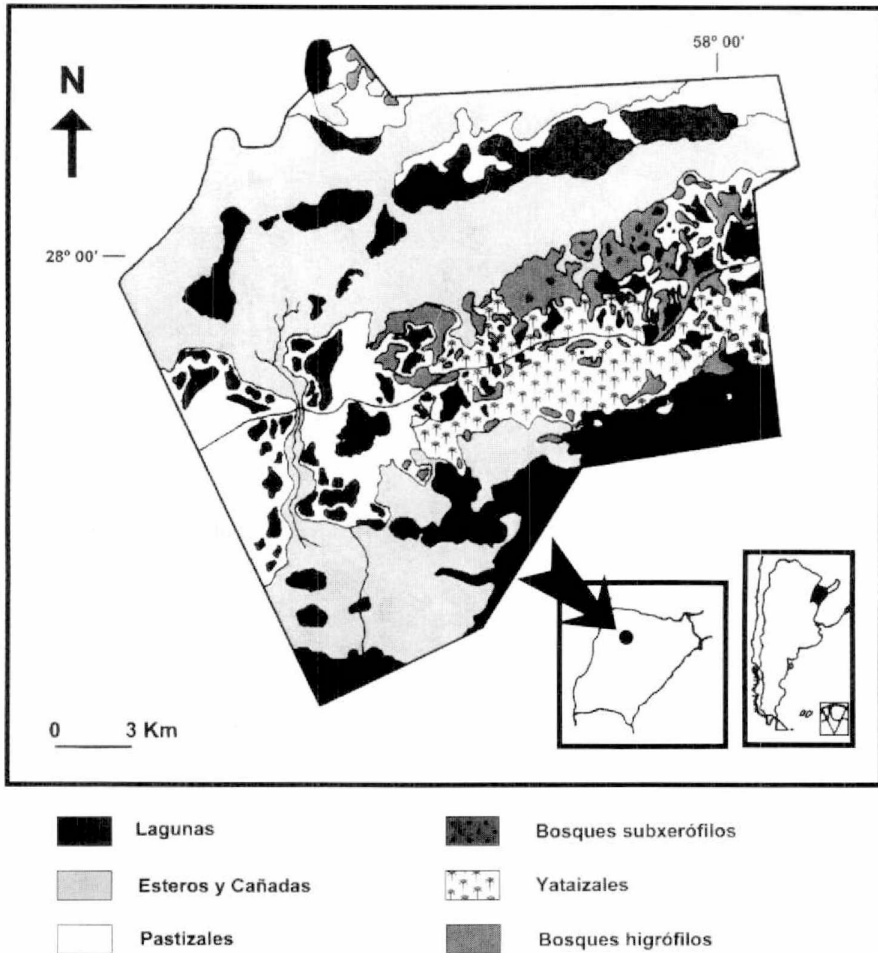 58° 00'
N
28° 00'
0 3 Km
Lagunas
Esteros y Cañadas
Pastizales
Bosques subxerófilos
Yataizales
Bosques higrófilos